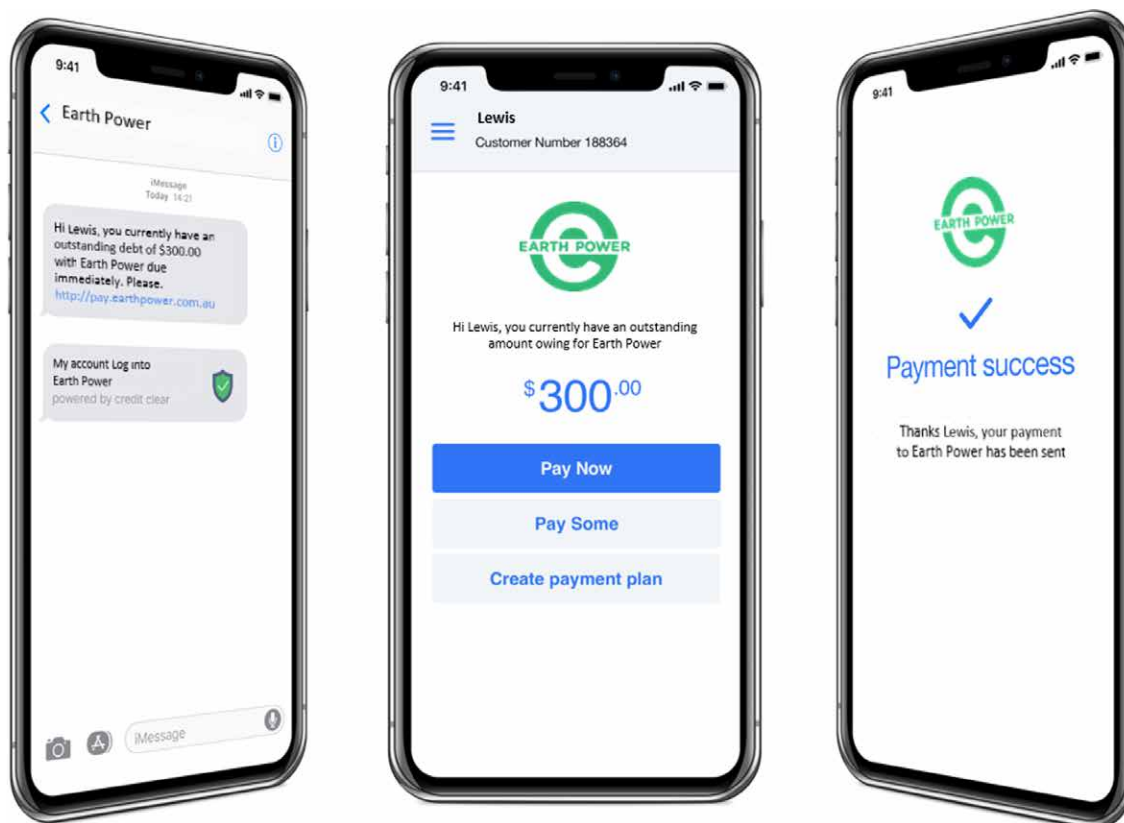 9:41
Earth Power
iMessage
Today 14:21
Hi Lewis, you currently have an
outstanding debt of $300.00
with Earth Power due
immediately. Please.
http://pay.earthpower.com.au
My account Log into
Earth Power
powered by credit clear
iMessage
9:41
Lewis
Customer Number 188364
EARTH POWER
Hi Lewis, you currently have an outstanding
amount owing for Earth Power
$300.00
Pay Now
Pay Some
Create payment plan
9:41
EARTH POWER
Payment success
Thanks Lewis, your payment
to Earth Power has been sent